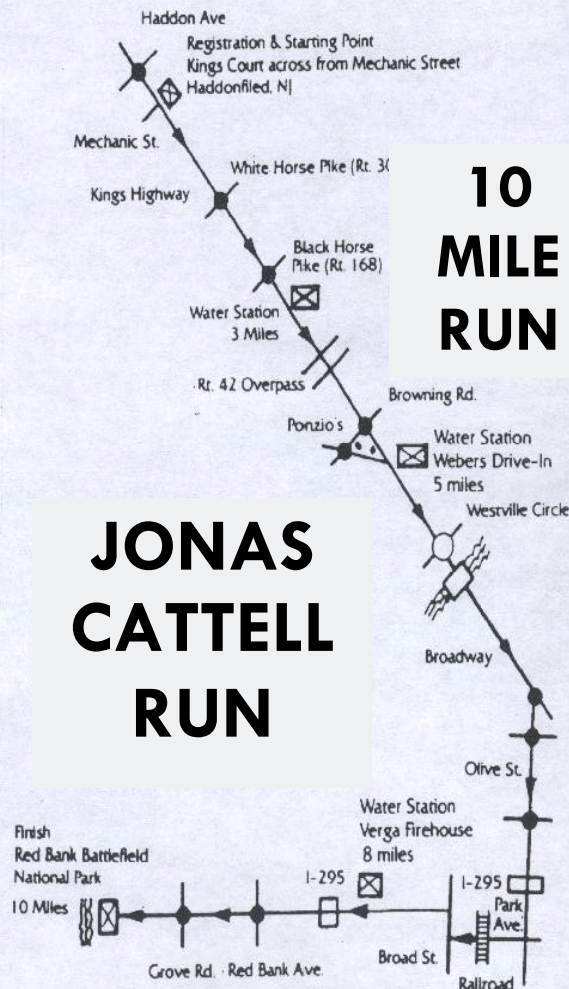 Haddon Ave
Registration & Starting Point
Kings Court across from Mechanic Street
Haddonfiled, NJ
Mechanic St.
White Horse Pike (Rt. 30
Kings Highway
10
MILE
RUN
Black Horse
Pike (Rt. 168)
Water Station
3 Miles
Rt. 42 Overpass
Browning Rd.
Ponzio's
Water Station
Webers Drive-In
5 miles
Westville Circle
JONAS
CATTELL
RUN
Broadway
Olive St.
Water Station
Verga Firehouse
8 miles
Finish
Red Bank Battlefield
National Park
10 Miles
I-295
I-295
Park
Ave.
Grove Rd.
Red Bank Ave.
Broad St.
Railroad